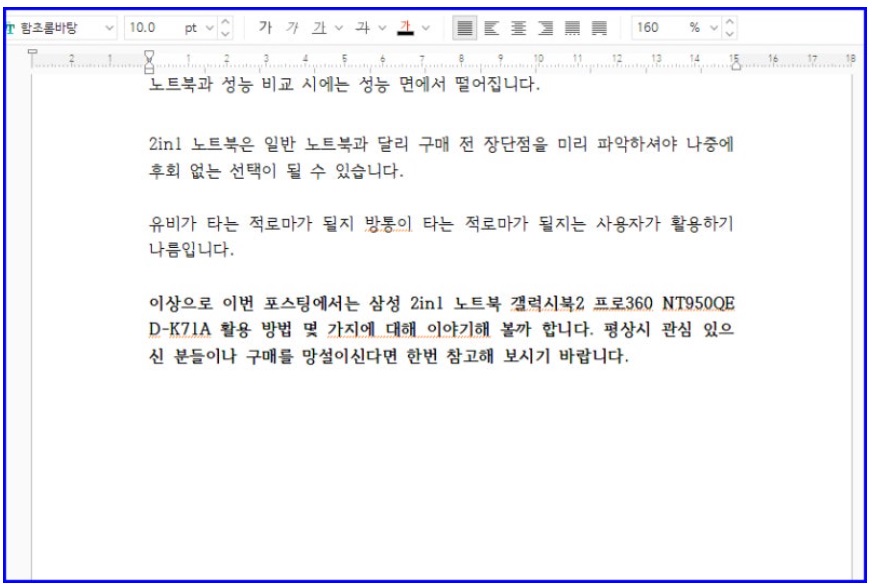 함초롬바탕 10.0 pt 가 가 가 과 가 160 %
2 1 1 2 3 4 5 6 7 8 9 10 11 12 13 14 15 16 17 18
노트북과 성능 비교 시에는 성능 면에서 떨어집니다.
2in1 노트북은 일반 노트북과 달리 구매 전 장단점을 미리 파악하셔야 나중에
후회 없는 선택이 될 수 있습니다.
유비가 타는 적로마가 될지 방통이 타는 적로마가 될지는 사용자가 활용하기
나름입니다.
이상으로 이번 포스팅에서는 삼성 2in1 노트북 갤럭시북2 프로360 NT950QE
D-K71A 활용 방법 몇 가지에 대해 이야기해 볼까 합니다. 평상시 관심 있으
신 분들이나 구매를 망설이신다면 한번 참고해 보시기 바랍니다.